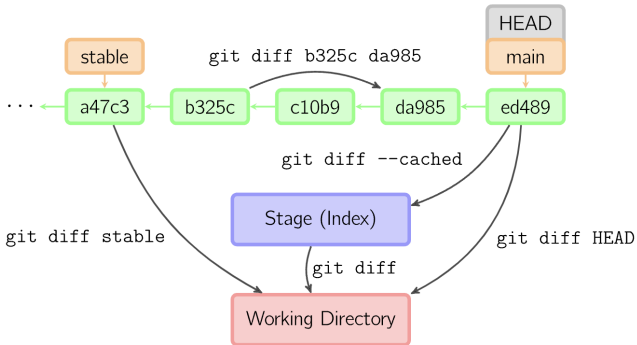 HEAD
stable
main
git diff b325c da985
...
a47c3
b325c
c10b9
da985
ed489
git diff --cached
Stage (Index)
git diff stable
git diff HEAD
git diff
Working Directory